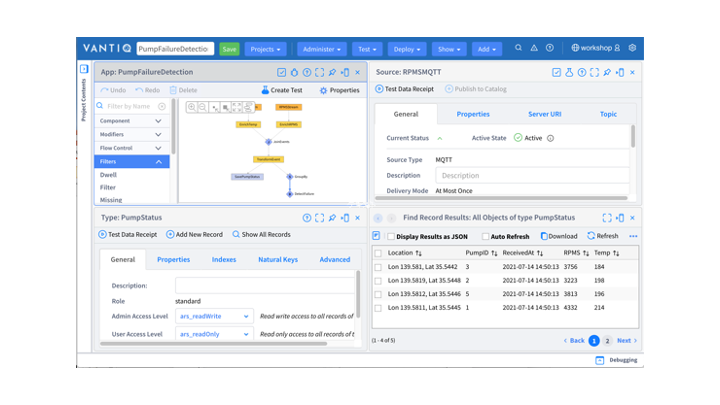 VANTIQ PumpFailureDetectio Save Projects Administer Test Deploy Show Add workshop
Project Contents
App: PumpFailureDetection
Undo Redo Delete Create Test Properties
Filter by Name
Component
Modifiers
Flow Control
Filters
Dwell
Filter
Missing
GroupBy
Source: RPMSMQTT
Test Data Receipt Publish to Catalog
General Properties Server URI Topic
Current Status Active State Active
Source Type MQTT
Description Description
Delivery Mode At Most Once
Type: PumpStatus
Test Data Receipt Add New Record Show All Records
General Properties Indexes Natural Keys Advanced
Description:
Role standard
Admin Access Level ars_readWrite Read write access to all records of
User Access Level ars_readOnly Read only access to all records of t
Find Record Results: All Objects of type PumpStatus
Display Results as JSON Auto Refresh Download Refresh
Location PumpID ReceivedAt RPMS Temp
Lon 139.581, Lat 35.5442 3 2021-07-14 14:50:13 3756 184
Lon 139.5819, Lat 35.5448 2 2021-07-14 14:50:13 3223 198
Lon 139.5812, Lat 35.5446 5 2021-07-14 14:50:13 3813 196
Lon 139.5811, Lat 35.5445 1 2021-07-14 14:50:13 4332 214
(1 - 4 of 5) Back 1 2 Next
Debugging